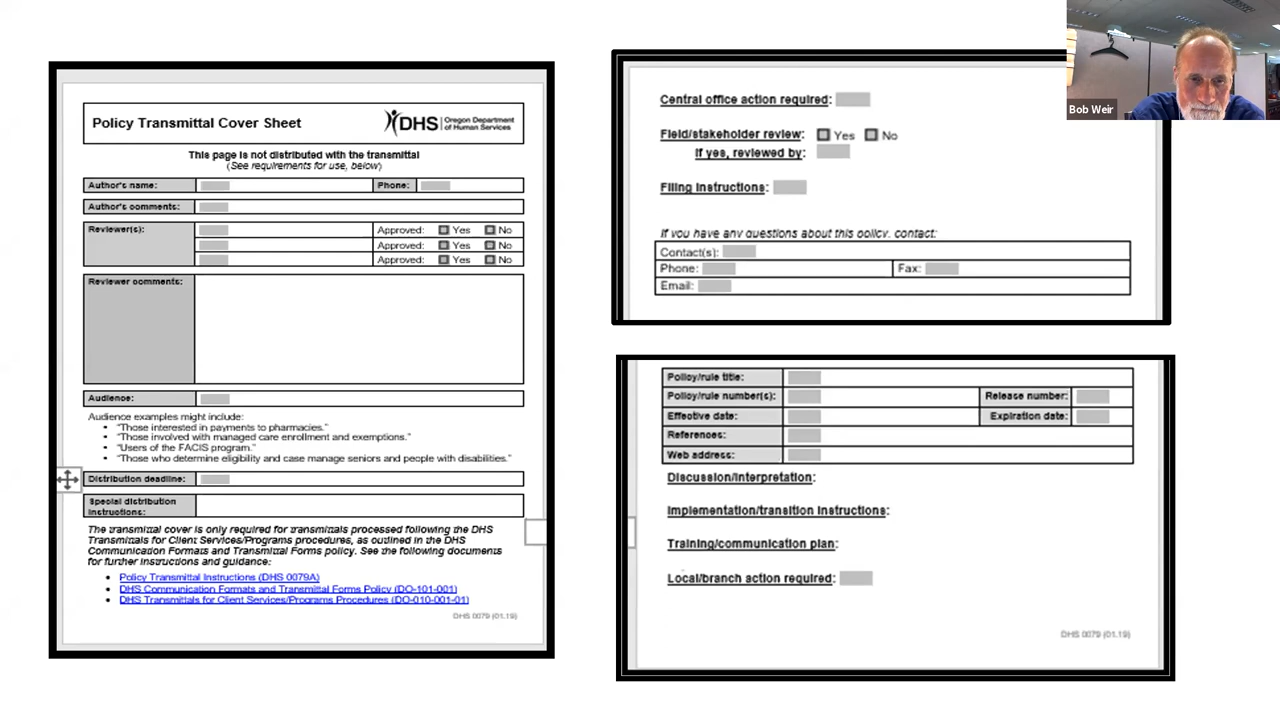 Policy Transmittal Cover Sheet
DHS Oregon Department of Human Services
This page is not distributed with the transmittal
(See requirements for use, below)
Author's name: Phone:
Author's comments:
Reviewer(s): Approved: Yes No
Approved: Yes No
Approved: Yes No
Reviewer comments:
Audience:
Audience examples might include:
• "Those interested in payments to pharmacies."
• "Those involved with managed care enrollment and exemptions."
• "Users of the FACIS program."
• "Those who determine eligibility and case manage seniors and people with disabilities."
Distribution deadline:
Special distribution
instructions:
The transmittal cover is only required for transmittals processed following the DHS
Transmittals for Client Services/Programs procedures, as outlined in the DHS
Communication Formats and Transmittal Forms policy. See the following documents
for further instructions and guidance:
• Policy Transmittal Instructions (DHS 0079A)
• DHS Communication Formats and Transmittal Forms Policy (DO-101-001)
• DHS Transmittals for Client Services/Programs Procedures (DO-010-001-01)
DHS 0079 (01.19)
Central office action required:
Field/stakeholder review: Yes No
If yes, reviewed by:
Filing instructions:
If you have any questions about this policy, contact:
Contact(s):
Phone: Fax:
Email:
Policy/rule title:
Policy/rule number(s): Release number:
Effective date: Expiration date:
References:
Web address:
Discussion/interpretation:
Implementation/transition instructions:
Training/communication plan:
Local/branch action required:
DHS 0079 (01.19)
Bob Weir